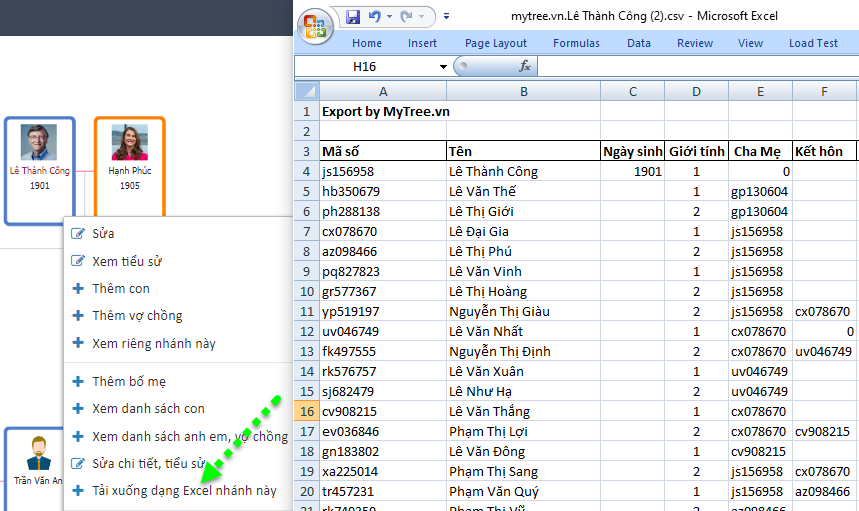 Lê Thành Công
1901
Hạnh Phúc
1905
Sửa
Xem tiểu sử
Thêm con
Thêm vợ chồng
Xem riêng nhánh này
Thêm bố mẹ
Xem danh sách con
Xem danh sách anh em, vợ chồng
Sửa chi tiết, tiểu sử
Tải xuống dạng Excel nhánh này
Trần Văn An
mytree.vn.Lê Thành Công (2).csv - Microsoft Excel
Home Insert Page Layout Formulas Data Review View Load Test
H16 fx
A B C D E F
1 Export by MyTree.vn
2
3 Mã số Tên Ngày sinh Giới tính Cha Mẹ Kết hôn
4 js156958 Lê Thành Công 1901 1 0
5 hb350679 Lê Văn Thế 1 gp130604
6 ph288138 Lê Thị Giới 2 gp130604
7 cx078670 Lê Đại Gia 1 js156958
8 az098466 Lê Thị Phú 2 js156958
9 pq827823 Lê Văn Vinh 1 js156958
10 gr577367 Lê Thị Hoàng 2 js156958
11 yp519197 Nguyễn Thị Giàu 2 js156958 cx078670
12 uv046749 Lê Văn Nhất 1 cx078670 0
13 fk497555 Nguyễn Thị Định 2 cx078670 uv046749
14 rk576757 Lê Văn Xuân 1 uv046749
15 sj682479 Lê Như Hạ 2 uv046749
16 cv908215 Lê Văn Thắng 1 cx078670
17 ev036846 Phạm Thị Lợi 2 cx078670 cv908215
18 gn183802 Lê Văn Đông 1 cv908215
19 xa225014 Phạm Thị Sang 2 js156958 cx078670
20 tr457231 Phạm Văn Quý 1 js156958 az098466